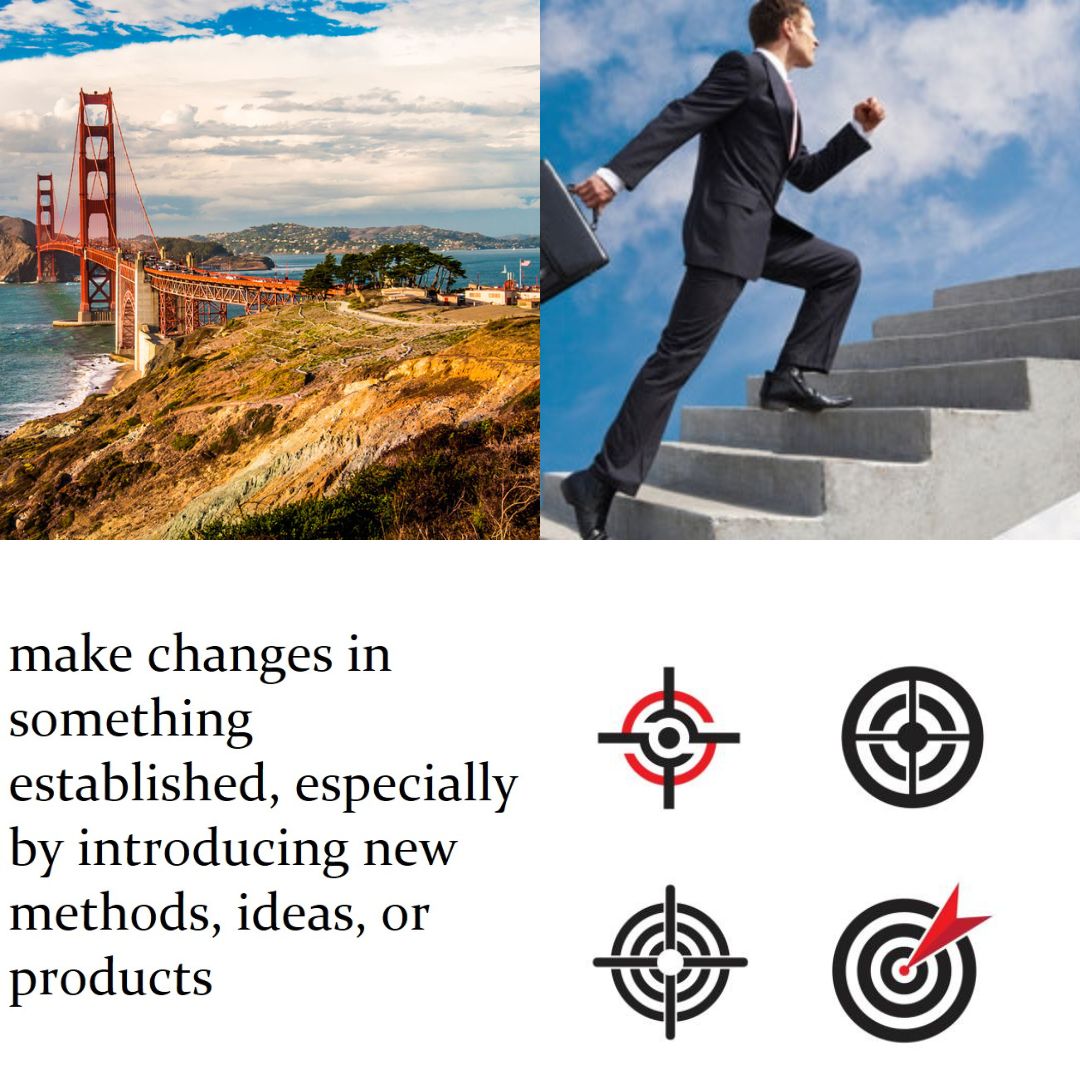 make changes in
something
established, especially
by introducing new
methods, ideas, or
products